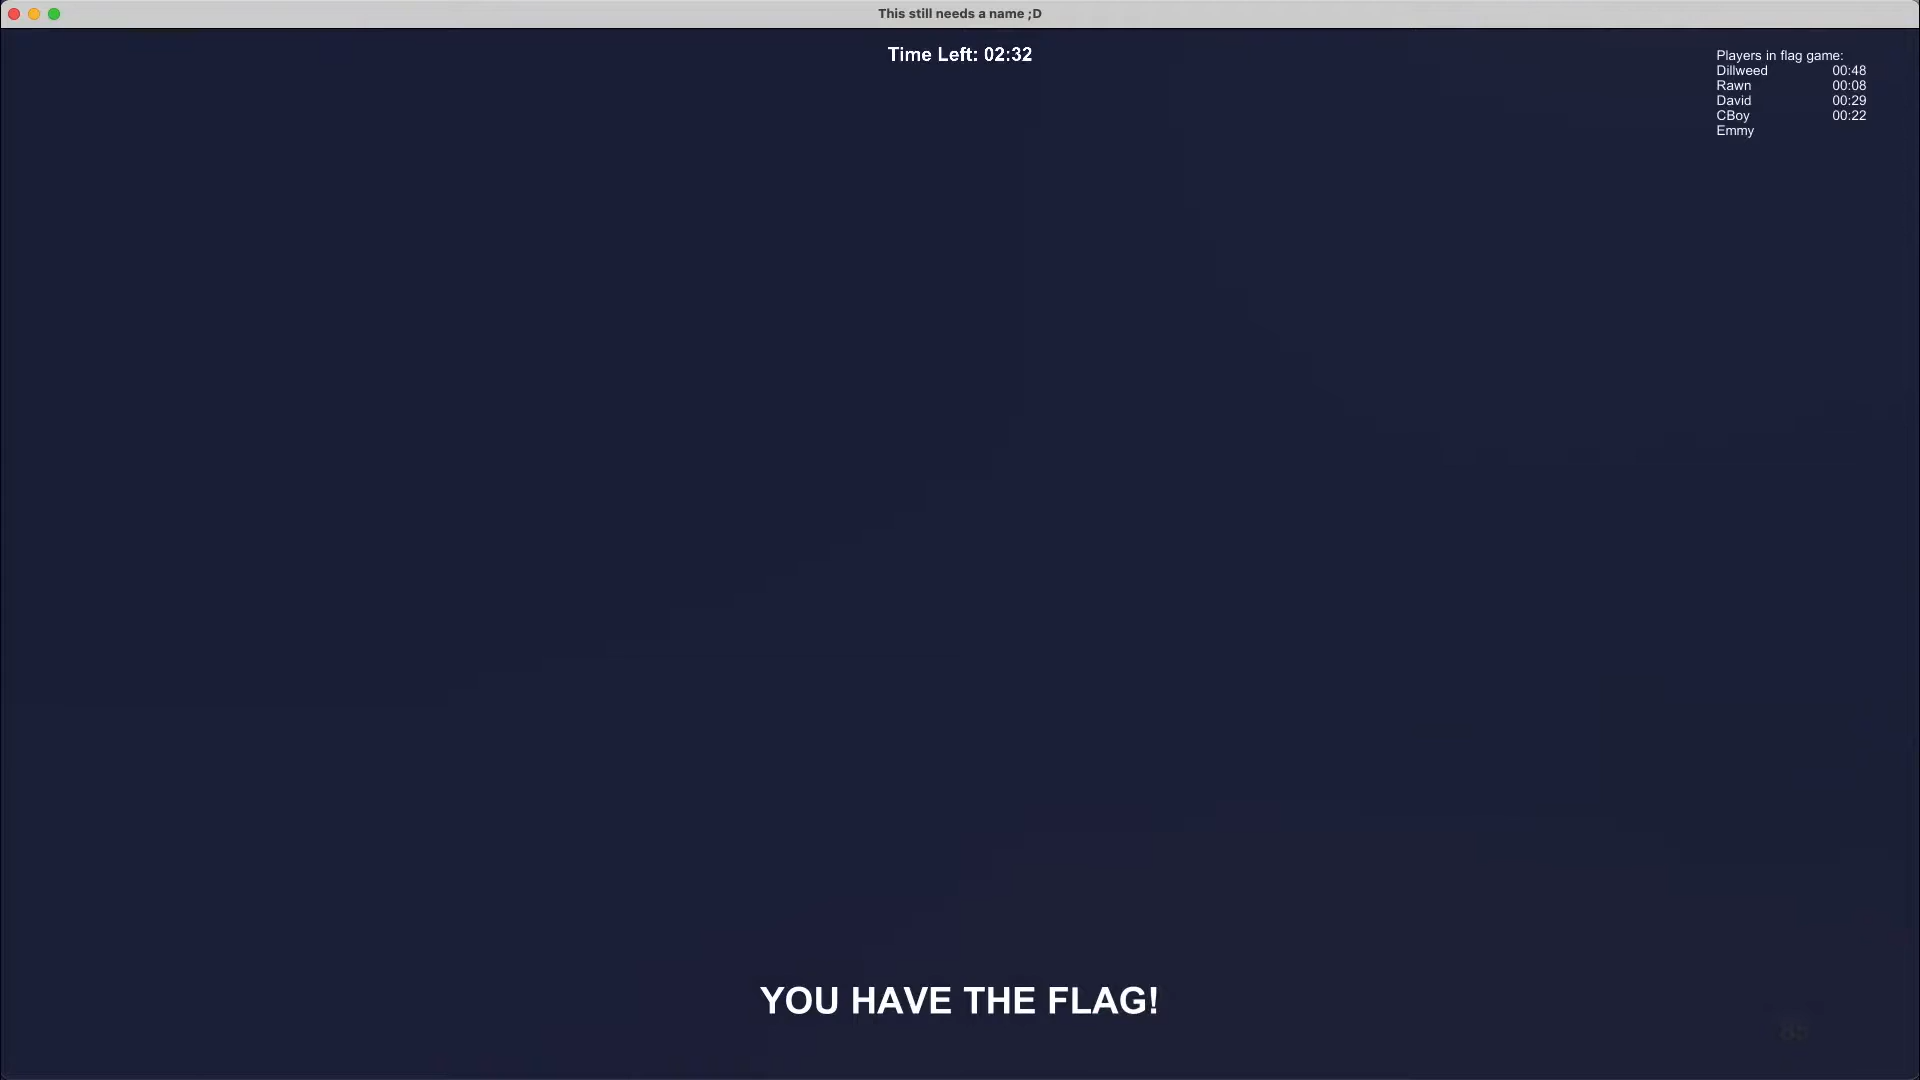 This still needs a name ;D
Time Left: 02:32
Players in flag game:
Dillweed 00:48
Rawn 00:08
David 00:29
CBoy 00:22
Emmy
YOU HAVE THE FLAG!